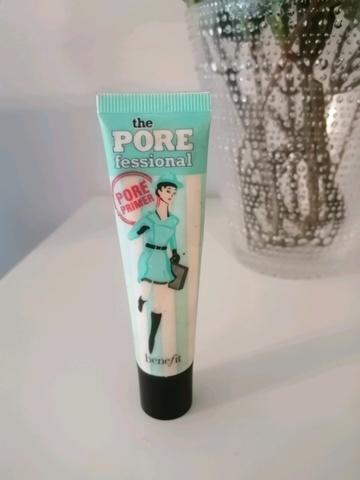 the
PORE
fessional
PORE
PRIMER
benefit